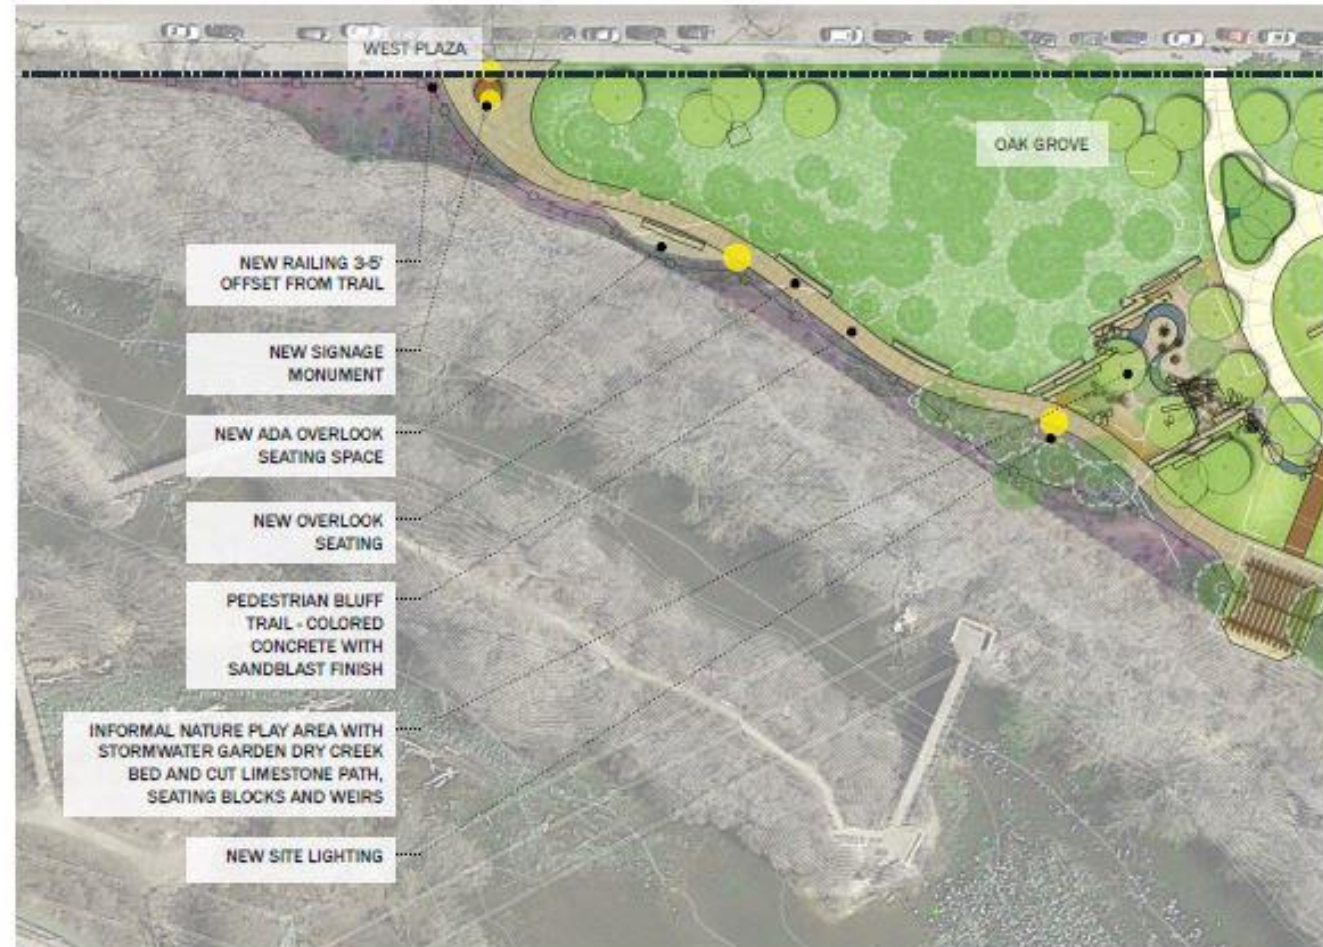 WEST PLAZA
OAK GROVE
NEW RAILING 3-5'
OFFSET FROM TRAIL
NEW SIGNAGE
MONUMENT
NEW ADA OVERLOOK
SEATING SPACE
NEW OVERLOOK
SEATING
PEDESTRIAN BLUFF
TRAIL - COLORED
CONCRETE WITH
SANDBLAST FINISH
INFORMAL NATURE PLAY AREA WITH
STORMWATER GARDEN DRY CREEK
BED AND CUT LIMESTONE PATH,
SEATING BLOCKS AND WEIRS
NEW SITE LIGHTING